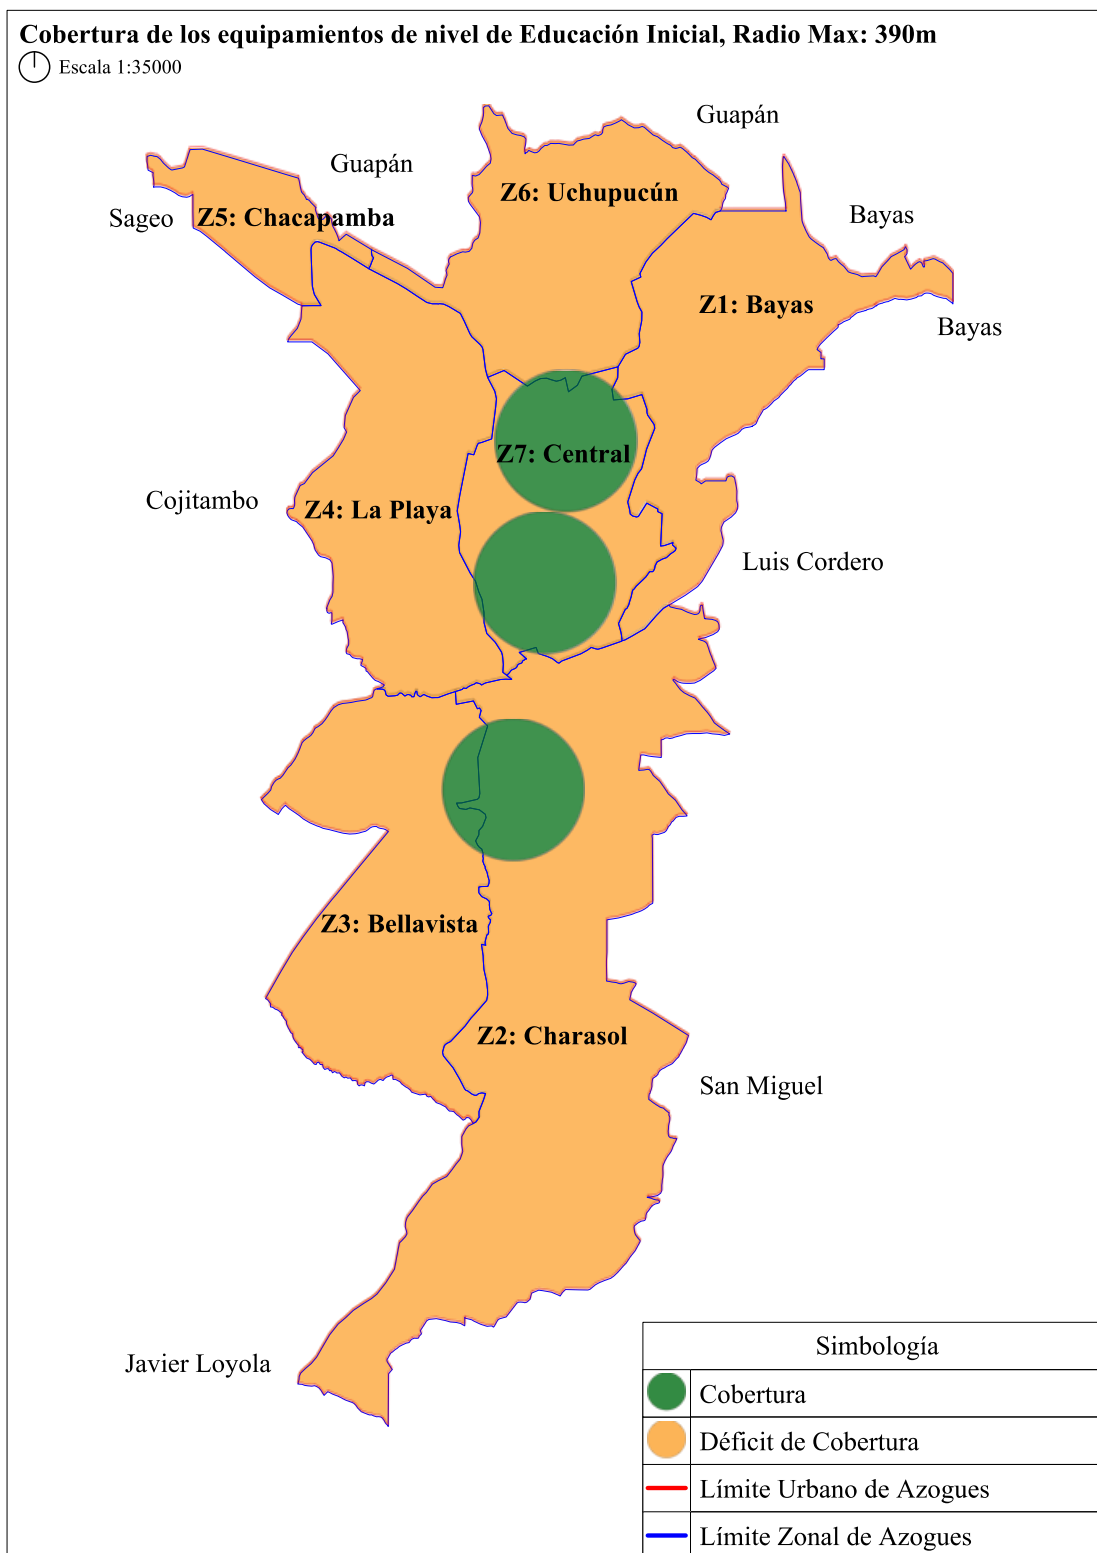 Cobertura de los equipamientos de nivel de Educación Inicial, Radio Max: 390m
Escala 1:35000
Guapán
Guapán
Z6: Uchupucún
Sageo
Z5: Chacapamba
Bayas
Z1: Bayas
Bayas
Z7: Central
Cojitambo
Z4: La Playa
Luis Cordero
Z3: Bellavista
Z2: Charasol
San Miguel
Javier Loyola
Simbología
Cobertura
Déficit de Cobertura
Límite Urbano de Azogues
Límite Zonal de Azogues